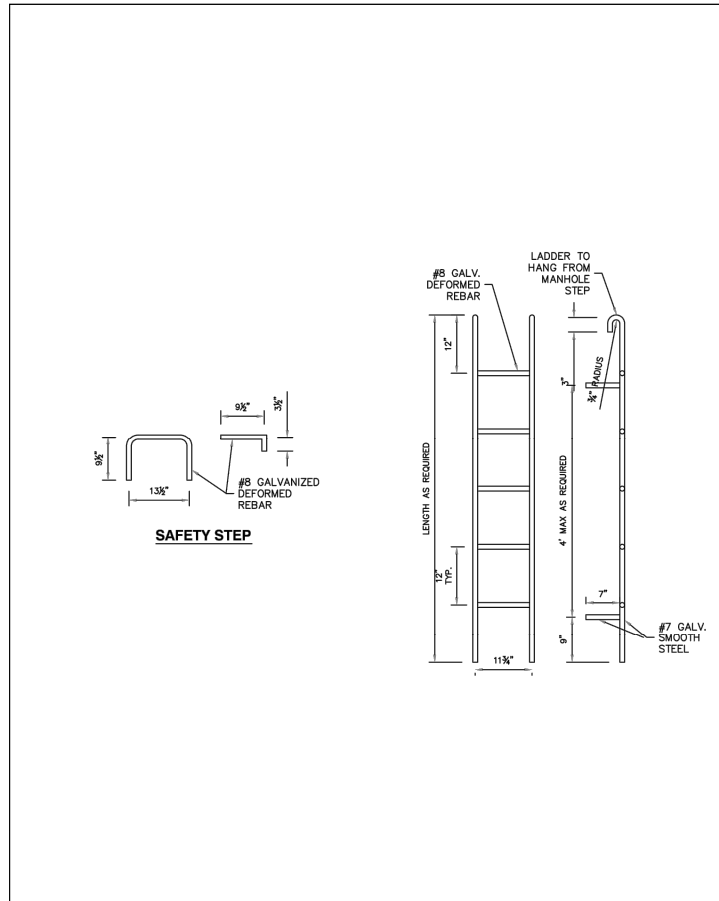 9½"
3½"
9½"
13½"
#8 GALVANIZED
DEFORMED
REBAR
SAFETY STEP
#8 GALV.
DEFORMED
REBAR
LADDER TO
HANG FROM
MANHOLE
STEP
12"
3"
¾" RADIUS
LENGTH AS REQUIRED
4' MAX AS REQUIRED
12"
TYP.
7"
9"
#7 GALV.
SMOOTH
STEEL
11¾"